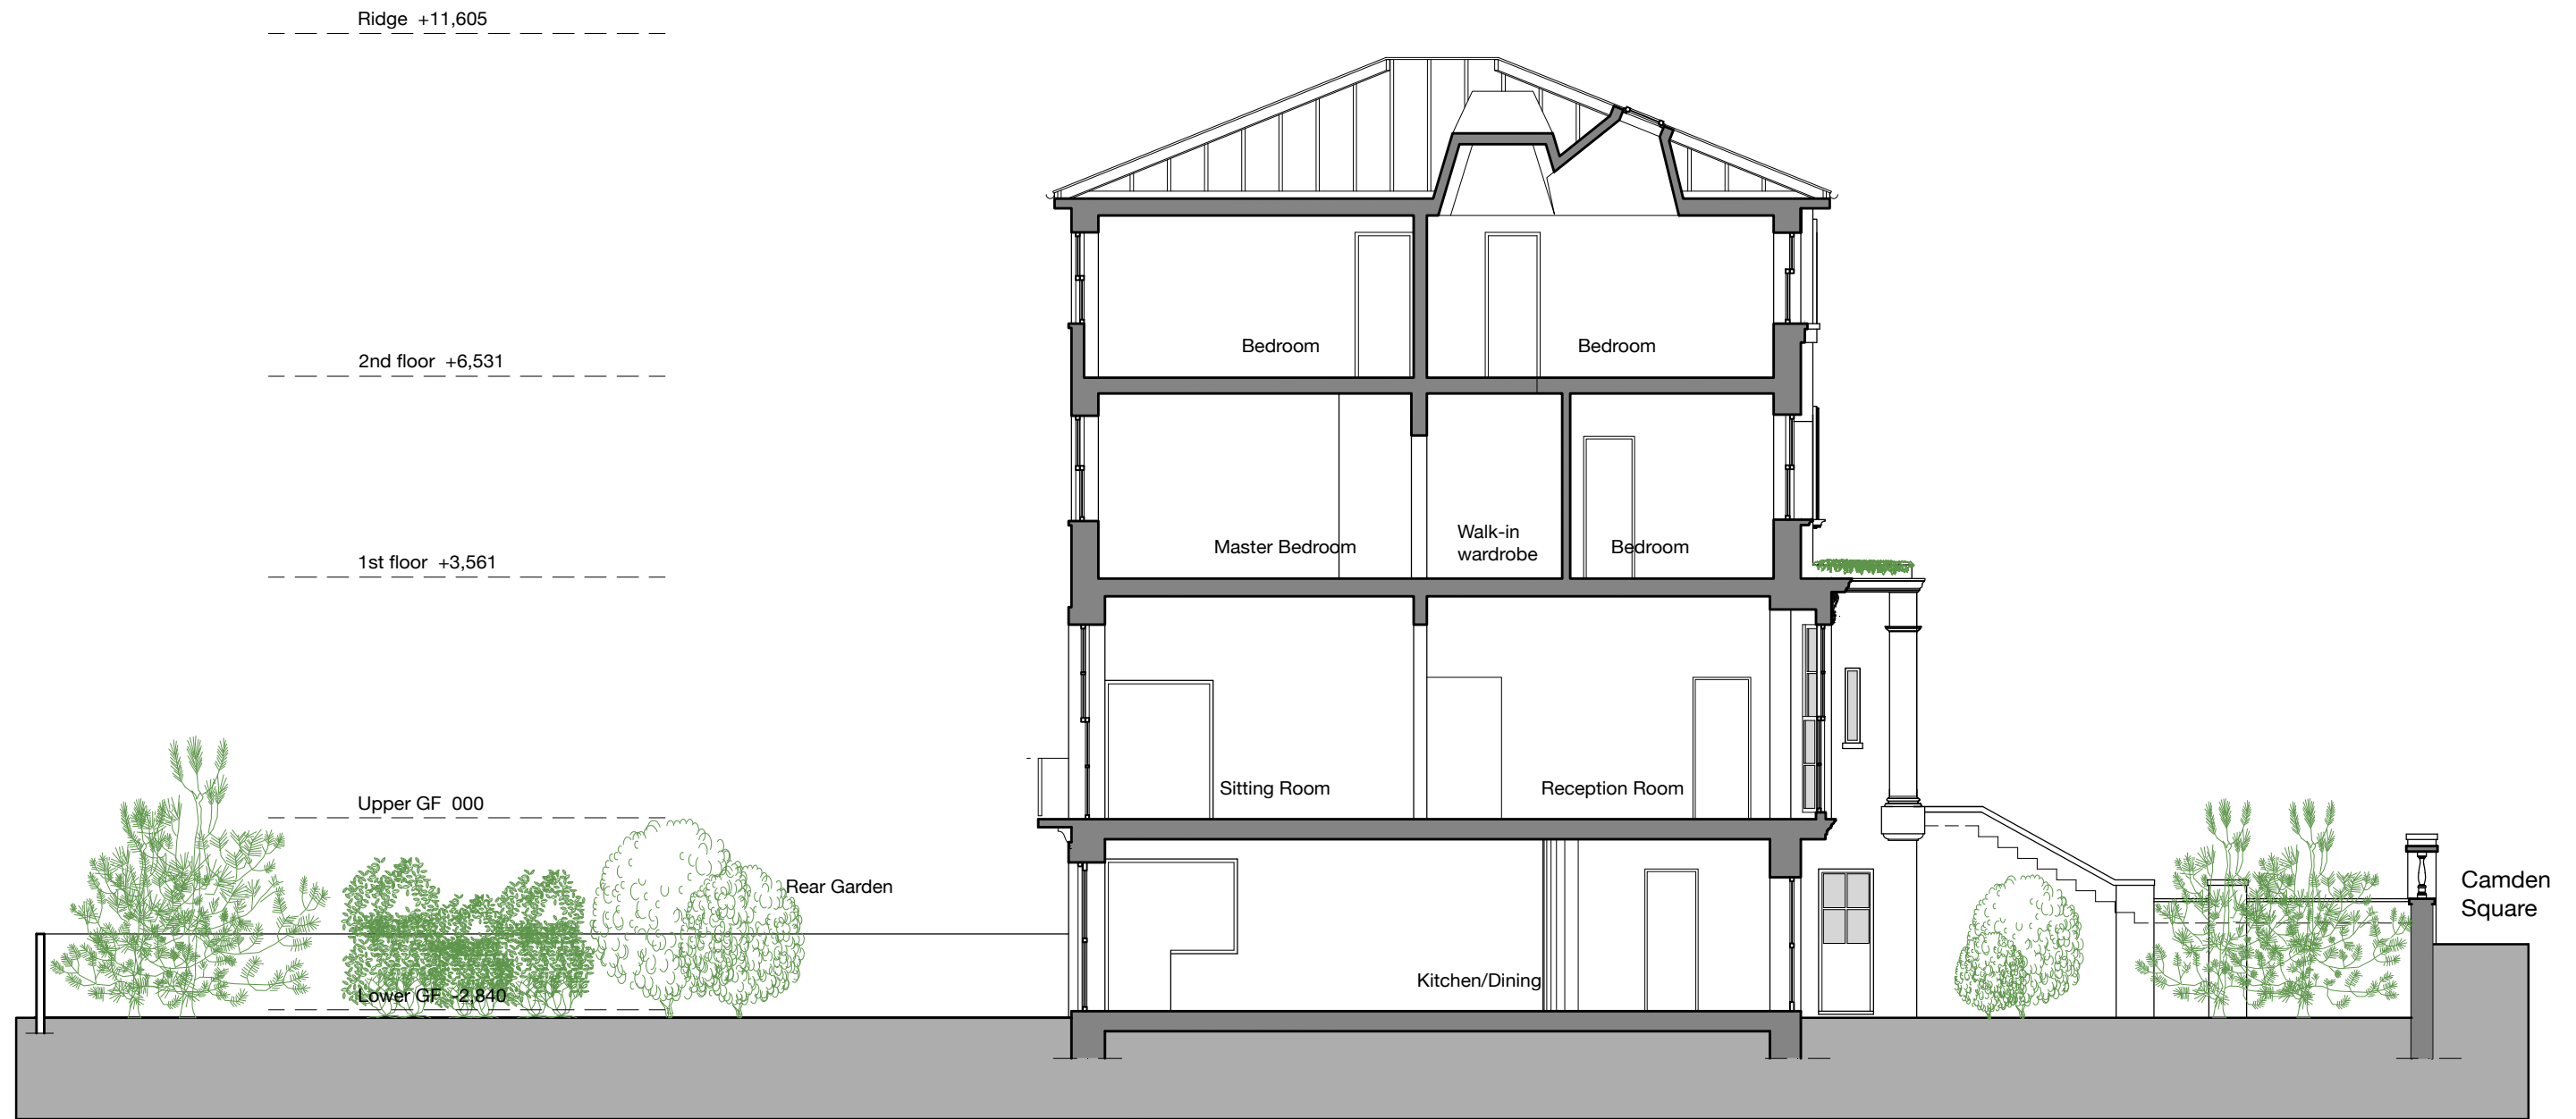 Ridge  +11,605
2nd floor  +6,531
Bedroom
Bedroom
1st floor  +3,561
Master Bedroom
Walk-in
wardrobe
Bedroom
Upper GF  000
Sitting Room
Reception Room
Rear Garden
Camden
Square
Lower GF  -2,840
Kitchen/Dining